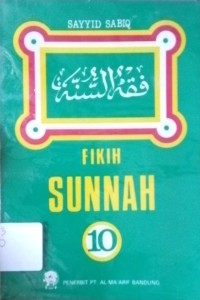 SAYYID SABIQ
فقه السنة
FIKIH
SUNNAH
10
PENERBIT PT. AL MA'ARIF BANDUNG